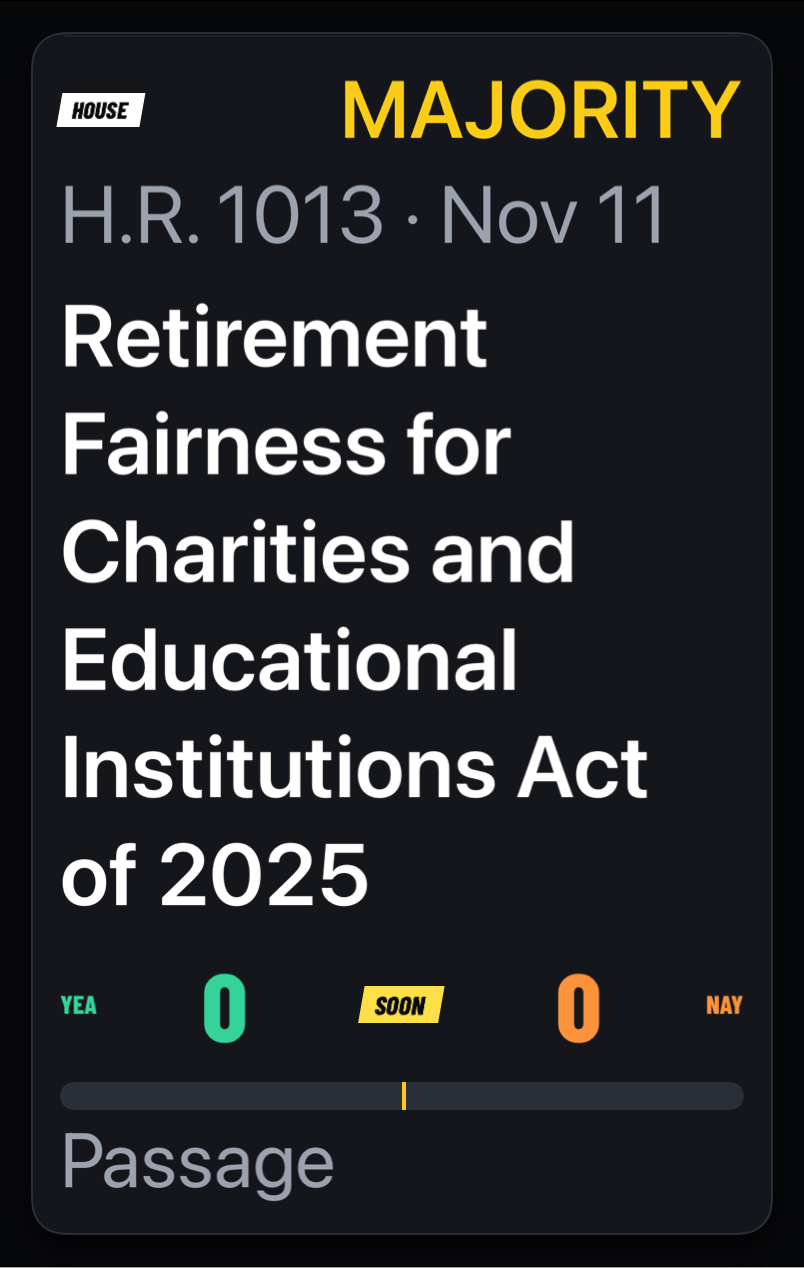 HOUSE MAJORITY
H.R. 1013 · Nov 11
Retirement
Fairness for
Charities and
Educational
Institutions Act
of 2025
YEA 0 SOON 0 NAY
Passage